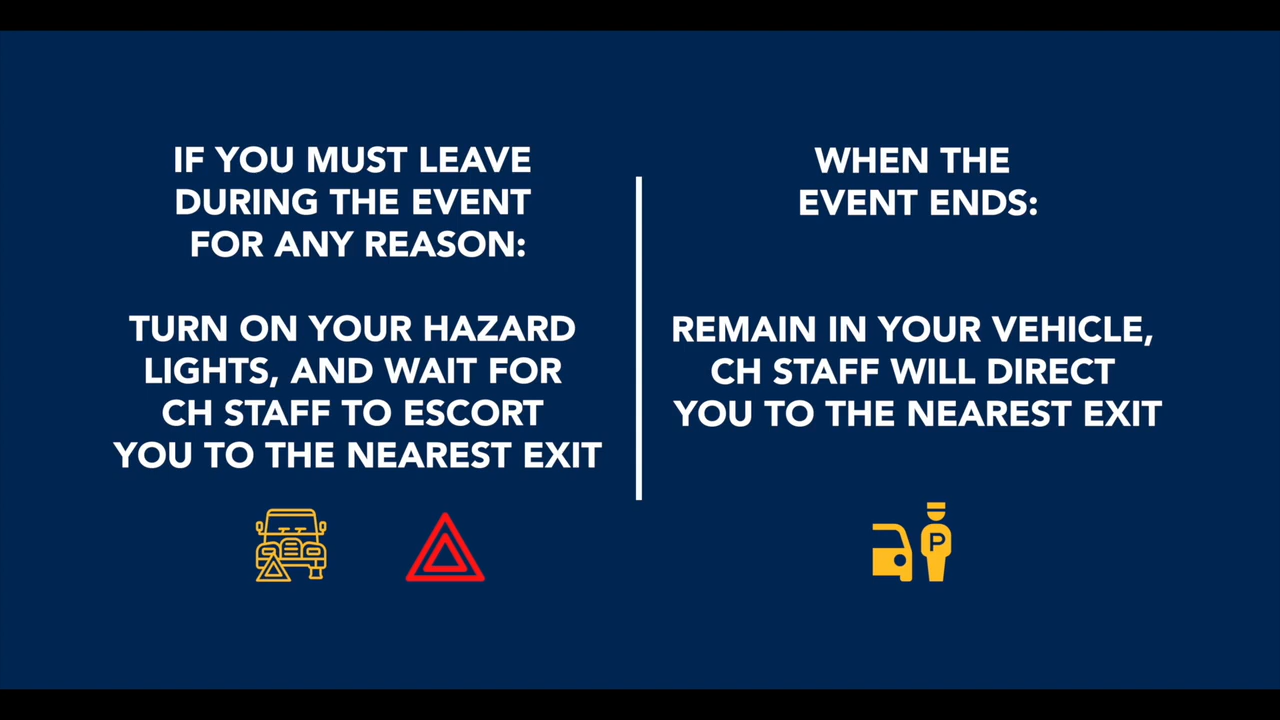 IF YOU MUST LEAVE
DURING THE EVENT
FOR ANY REASON:
TURN ON YOUR HAZARD
LIGHTS, AND WAIT FOR
CH STAFF TO ESCORT
YOU TO THE NEAREST EXIT
WHEN THE
EVENT ENDS:
REMAIN IN YOUR VEHICLE,
CH STAFF WILL DIRECT
YOU TO THE NEAREST EXIT
P